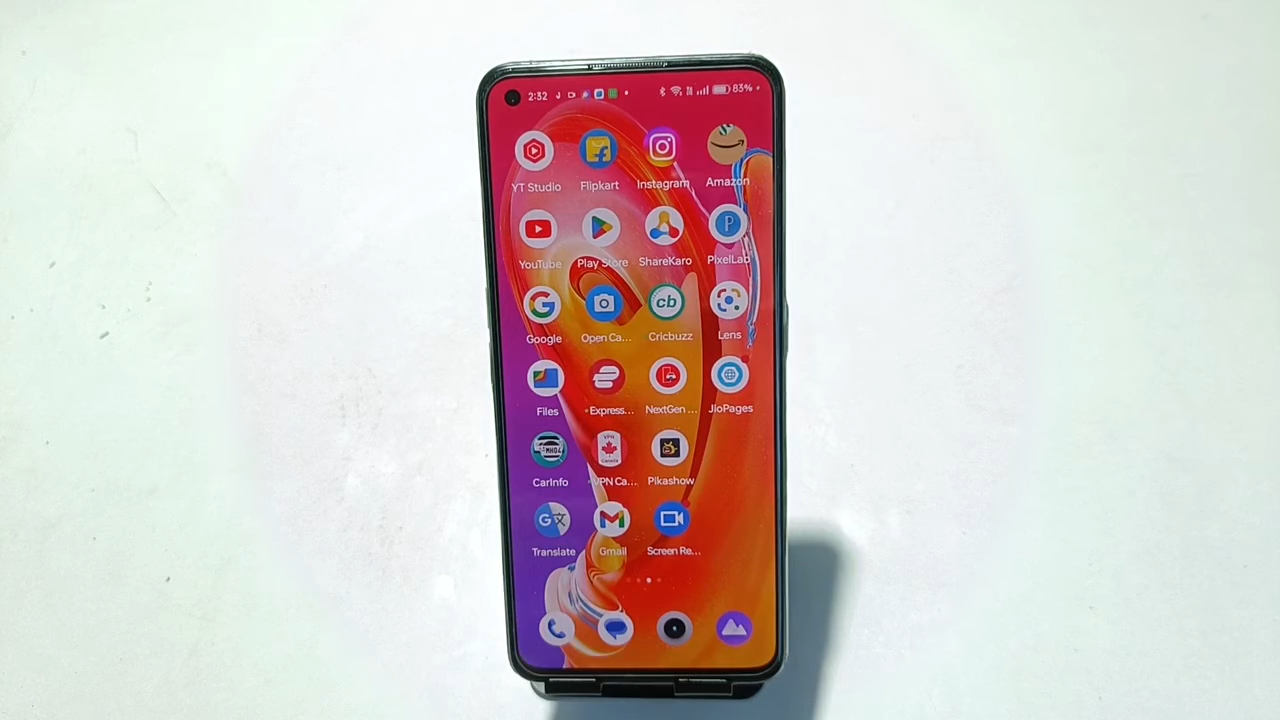 2:32 83%
YT Studio Flipkart Instagram Amazon
YouTube Play Store ShareKaro PixelLab
Google Open Ca... Cricbuzz Lens
Files Express... NextGen ... JioPages
CarInfo VPN Ca... Pikashow
Translate Gmail Screen Re...